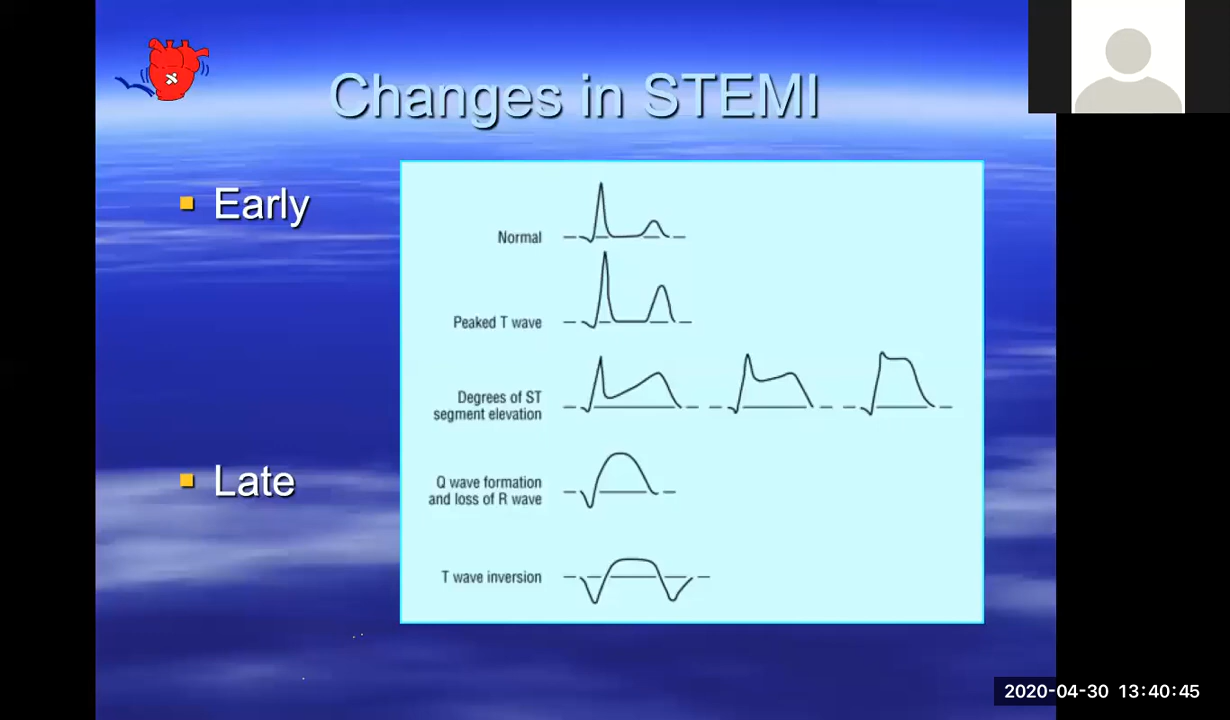 Changes in STEMI
Early
Normal
Peaked T wave
Degrees of ST
segment elevation
Late
Q wave formation
and loss of R wave
T wave inversion
2020-04-30 13:40:45